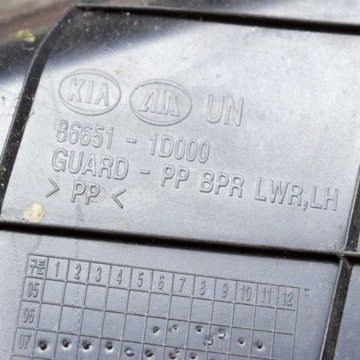 KIA UN
86651 - 1D000
GUARD - PP BPR LWR,LH
> PP <
구분 1 2 3 4 5 6 7 8 9 10 11 12
05
06
07